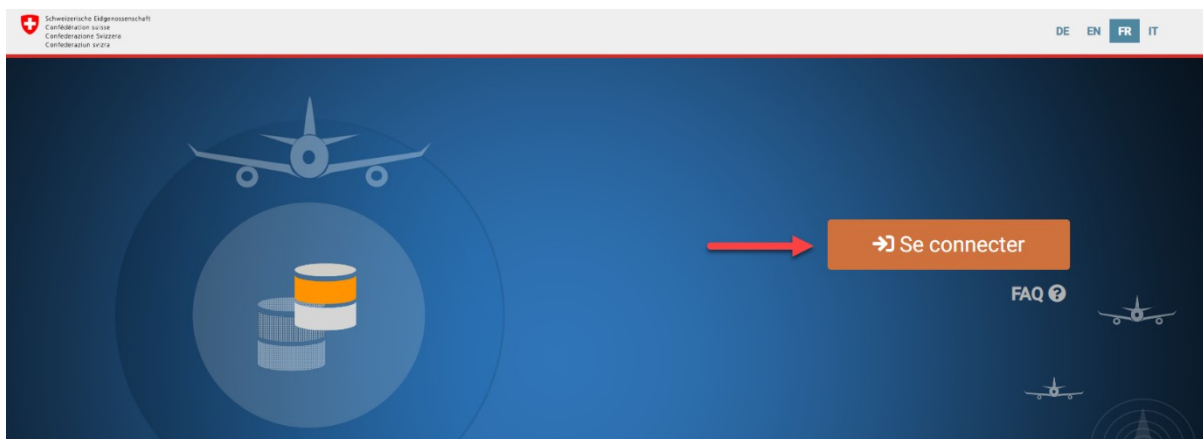 Schweizerische Eidgenossenschaft
Confédération suisse
Confederazione Svizzera
Confederaziun svizra
DE EN FR IT
Se connecter
FAQ